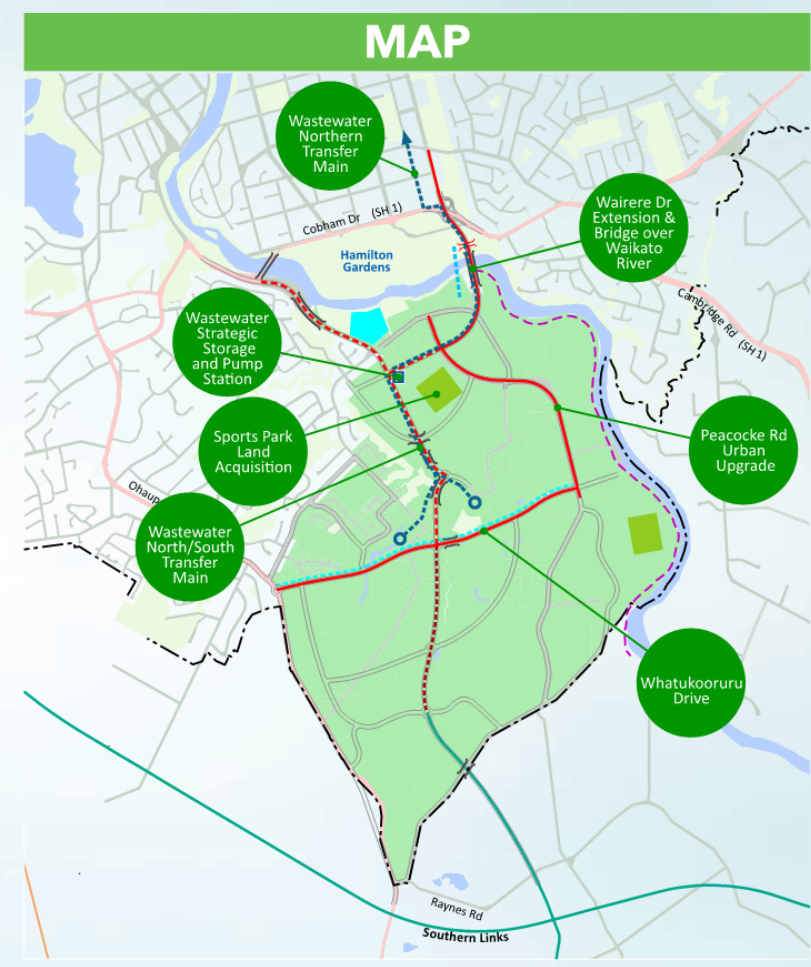 MAP
Wastewater
Northern
Transfer
Main
Cobham Dr (SH 1)
Wairere Dr
Extension &
Bridge over
Waikato
River
Hamilton
Gardens
Wastewater
Strategic
Storage
and Pump
Station
Cambridge Rd (SH 1)
Sports Park
Land
Acquisition
Peacocke Rd
Urban
Upgrade
Ohaup
Wastewater
North/South
Transfer
Main
Whatukooruru
Drive
Raynes Rd
Southern Links